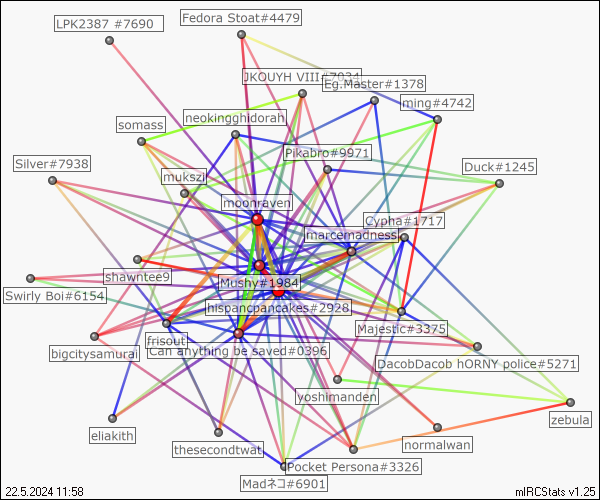 Fedora Stoat#4479
LPK2387 #7690
JKOUYH VIII#7034
Eg.Master#1378
ming#4742
neokingghidorah
somass
Pikabro#9971
Silver#7938
Duck#1245
mukszi
moonraven
Cypha#1717
marcemadness
shawntee9
Mushy#1984
Swirly Boi#6154
hispancpancakes#2928
Majestic#3375
frisout
Can anything be saved#0396
bigcitysamurai
DacobDacob hORNY police#5271
yoshimanden
zebula
eliakith
normalwan
thesecondtwat
Pocket Persona#3326
Madネコ#6901
22.5.2024 11:58
mIRCStats v1.25